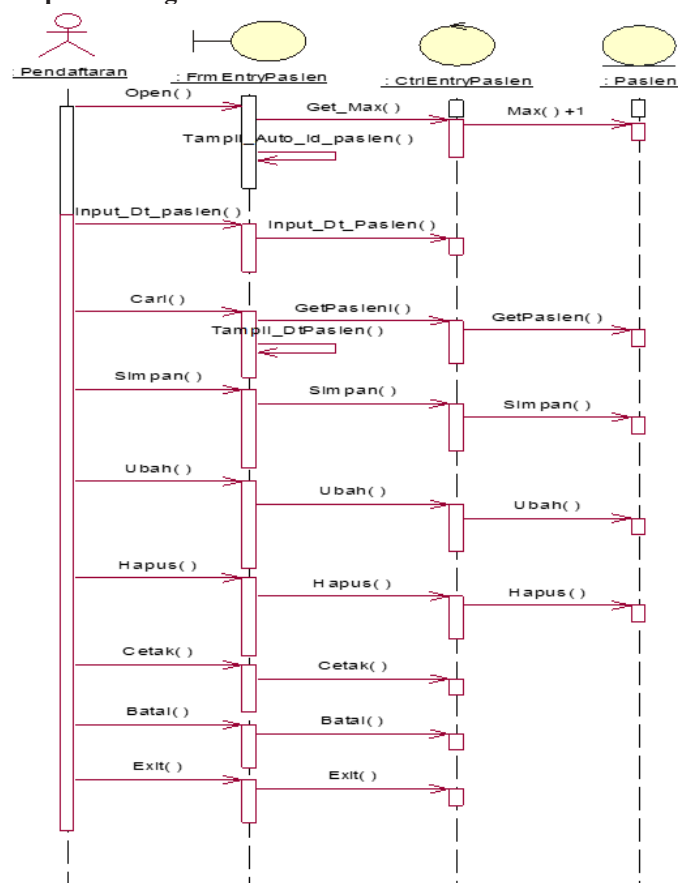 : Pendaftaran
: FrmEntryPasien
: CtrlEntryPasien
: Pasien
Open( )
Get_Max( )
Max( ) +1
Tampil_Auto_id_pasien( )
Input_Dt_pasien( )
Input_Dt_Pasien( )
Cari( )
GetPasieni( )
GetPasien( )
Tampil_DtPasien( )
Simpan( )
Simpan( )
Simpan( )
Ubah( )
Ubah( )
Ubah( )
Hapus( )
Hapus( )
Hapus( )
Cetak( )
Cetak( )
Batal( )
Batal( )
Exit( )
Exit( )